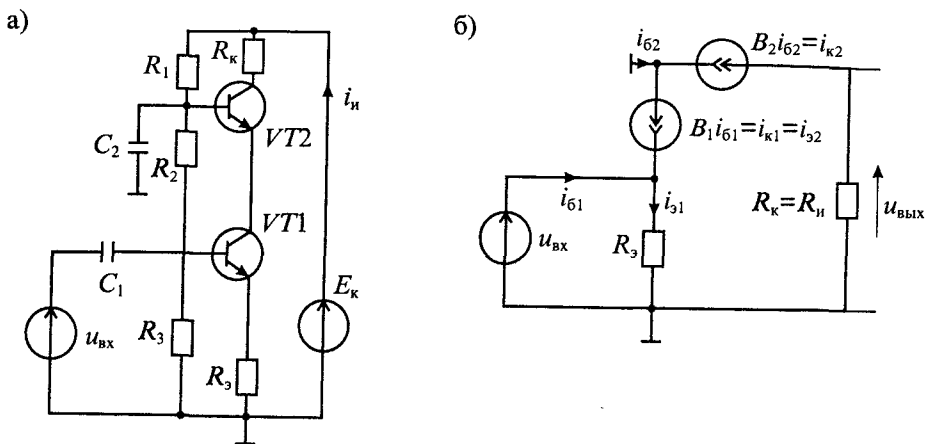 а)
R₁
Rк
iи
C₂
R₂
VT2
VT1
C₁
Eк
uвх
R₃
Rэ
б)
iб2
B₂iб2=iк2
B₁iб1=iк1=iэ2
iб1
iэ1
uвх
Rэ
Rк=Rи
uвых